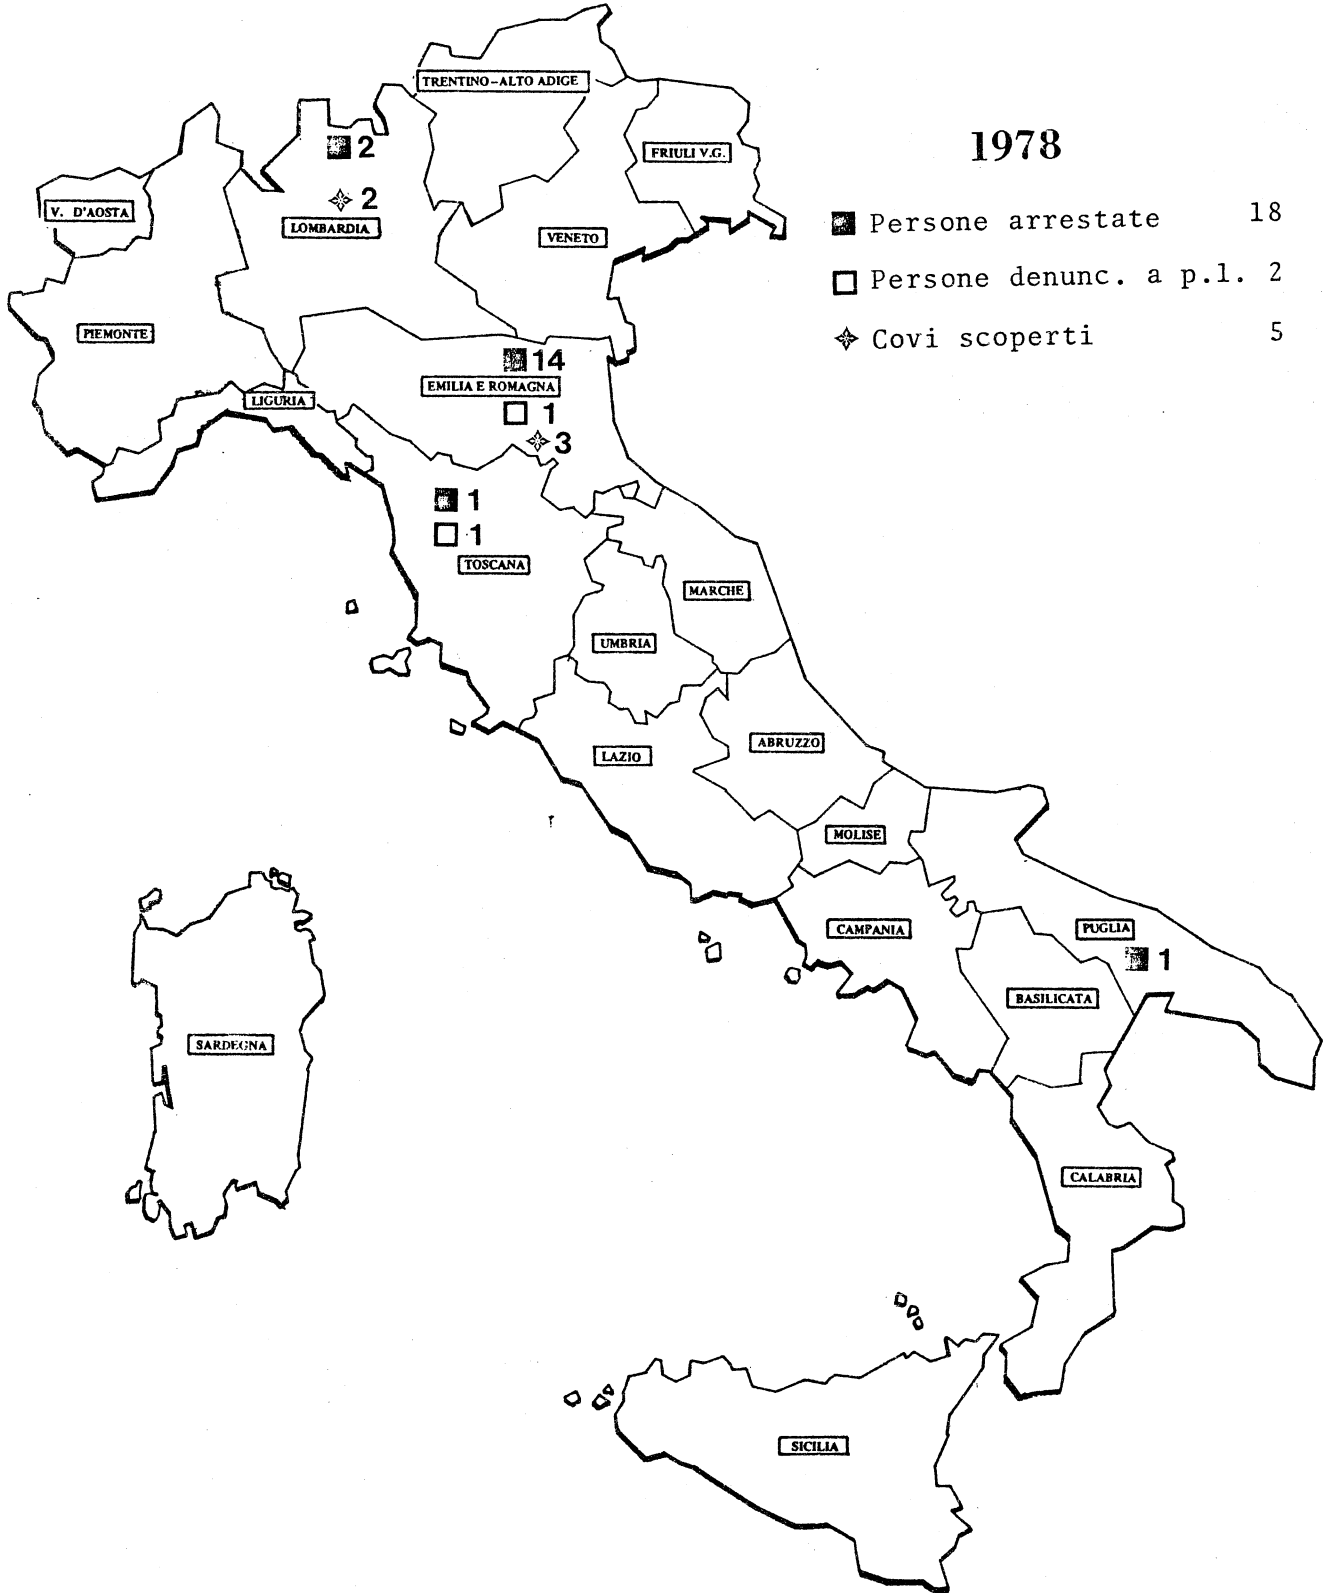 TRENTINO-ALTO ADIGE
1978
2
FRIULI V.G.
2
V. D'AOSTA
LOMBARDIA
VENETO
Persone arrestate 18
Persone denunc. a p.l. 2
Covi scoperti 5
PIEMONTE
14
EMILIA E ROMAGNA
LIGURIA
1
3
1
1
TOSCANA
MARCHE
UMBRIA
LAZIO
ABRUZZO
MOLISE
CAMPANIA
PUGLIA
1
BASILICATA
SARDEGNA
CALABRIA
SICILIA